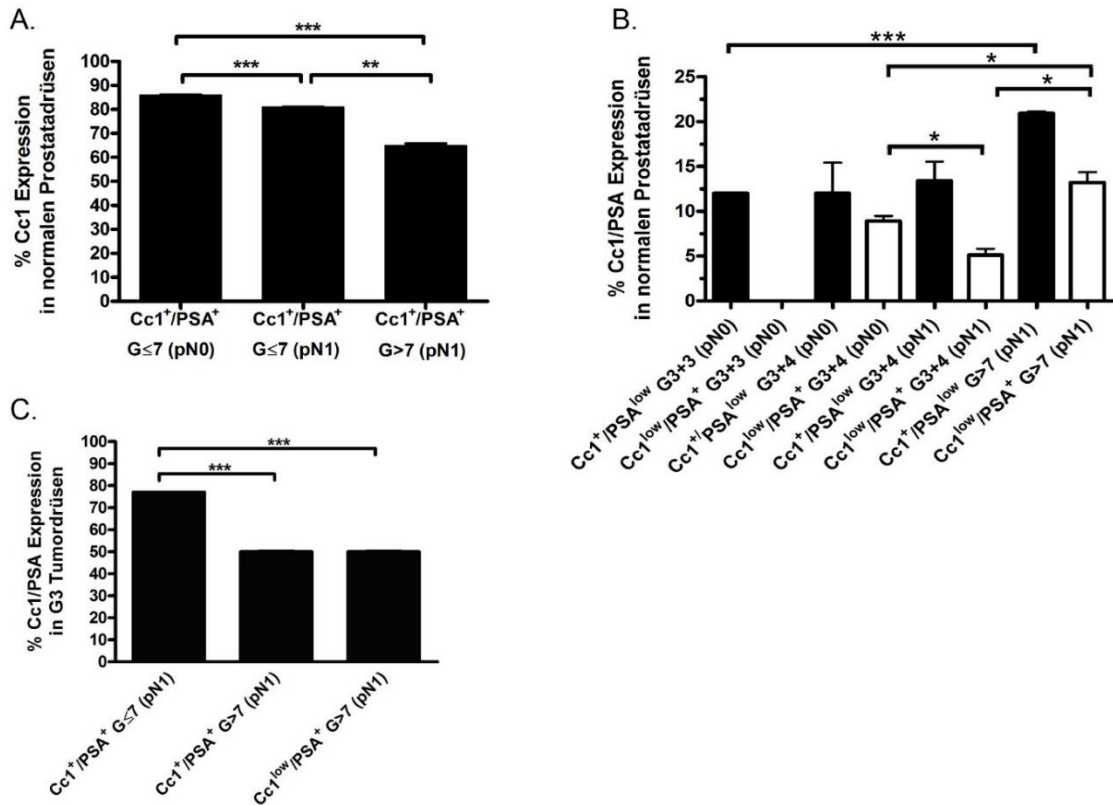 A.
***
***
**
% Cc1 Expression
in normalen Prostatadrüsen
100
90
80
70
60
50
40
30
20
10
0
Cc1⁺/PSA⁺
G≤7 (pN0)
Cc1⁺/PSA⁺
G≤7 (pN1)
Cc1⁺/PSA⁺
G>7 (pN1)
B.
***
*
*
*
% Cc1/PSA Expression
in normalen Prostatadrüsen
25
20
15
10
5
0
Cc1⁺/PSAˡᵒʷ G3+3 (pN0)
Cc1ˡᵒʷ/PSA⁺ G3+3 (pN0)
Cc1⁺/PSAˡᵒʷ G3+4 (pN0)
Cc1ˡᵒʷ/PSA⁺ G3+4 (pN0)
Cc1⁺/PSAˡᵒʷ G3+4 (pN1)
Cc1ˡᵒʷ/PSA⁺ G3+4 (pN1)
Cc1⁺/PSAˡᵒʷ G>7 (pN1)
Cc1ˡᵒʷ/PSA⁺ G>7 (pN1)
C.
***
***
% Cc1/PSA Expression
in G3 Tumordrüsen
100
90
80
70
60
50
40
30
20
10
0
Cc1⁺/PSA⁺ G≤7 (pN1)
Cc1⁺/PSA⁺ G>7 (pN1)
Cc1ˡᵒʷ/PSA⁺ G>7 (pN1)